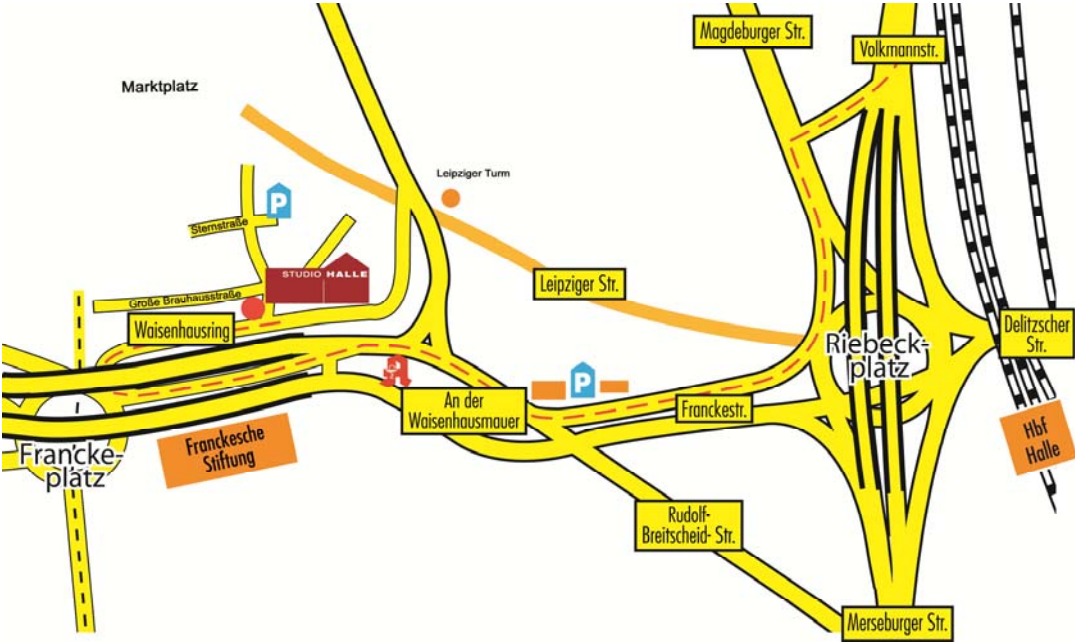 Magdeburger Str.
Volkmannstr.
Marktplatz
Leipziger Turm
P
Sternstraße
STUDIO HALLE
Leipziger Str.
Große Brauhausstraße
Waisenhausring
Delitzscher
Str.
Riebeck-
platz
A
P
An der
Waisenhausmauer
Franckestr.
Franckesche
Stiftung
Francke-
platz
Hbf
Halle
Rudolf-
Breitscheid- Str.
Merseburger Str.